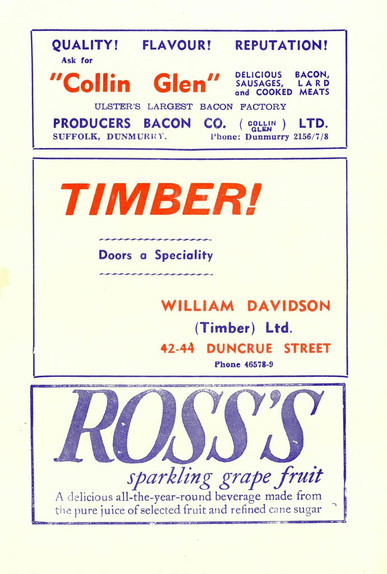 QUALITY! FLAVOUR! REPUTATION!
Ask for
"Collin Glen"
DELICIOUS BACON,
SAUSAGES, LARD
and COOKED MEATS
ULSTER'S LARGEST BACON FACTORY
PRODUCERS BACON CO. (COLLIN GLEN) LTD.
SUFFOLK, DUNMURRY. Phone: Dunmurry 2156/7/8
TIMBER!
Doors a Speciality
WILLIAM DAVIDSON
(Timber) Ltd.
42-44 DUNCRUE STREET
Phone 46578-9
ROSS'S
sparkling grape fruit
A delicious all-the-year-round beverage made from
the pure juice of selected fruit and refined cane sugar